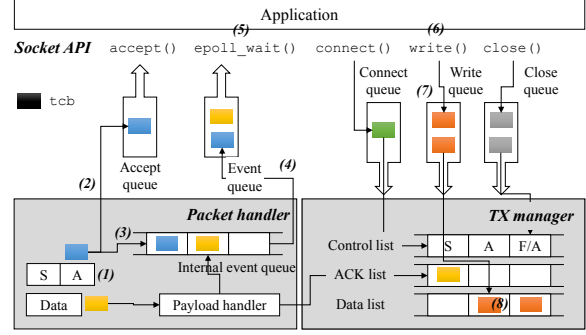 Application
(5) (6)
Socket API accept() epoll_wait() connect() write() close()
Connect queue
(7)
Write queue
Close queue
tcb
(2)
Accept queue
Event queue
(4)
Packet handler
TX manager
(3)
Internal event queue
S A (1)
Data
Payload handler
Control list S A F/A
ACK list
Data list (8)